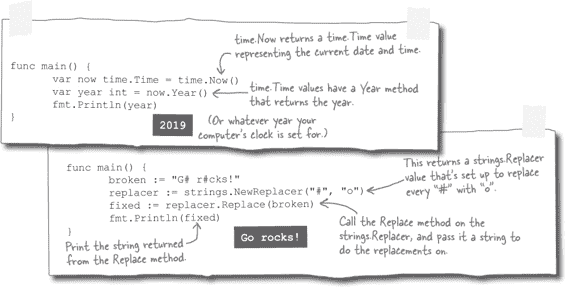 time.Now returns a time.Time value
representing the current date and time.
func main() {
var now time.Time = time.Now()
var year int = now.Year()
fmt.Println(year)
}
time.Time values have a Year method
that returns the year.
2019
(Or whatever year your
computer's clock is set for.)
func main() {
broken := "G# r#cks!"
replacer := strings.NewReplacer("#", "o")
fixed := replacer.Replace(broken)
fmt.Println(fixed)
}
This returns a strings.Replacer
value that's set up to replace
every "#" with "o".
Print the string returned
from the Replace method.
Go rocks!
Call the Replace method on the
strings.Replacer, and pass it a string to
do the replacements on.